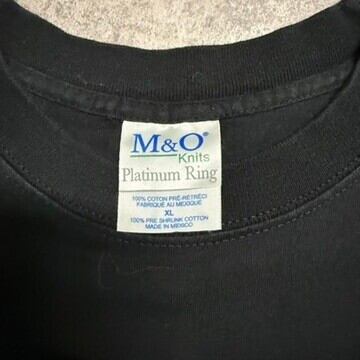 M&O®
Knits
Platinum Ring
100% COTON PRÉ-RÉTRÉCI
FABRIQUÉ AU MEXIQUE
XL
100% PRE SHRUNK COTTON
MADE IN MEXICO